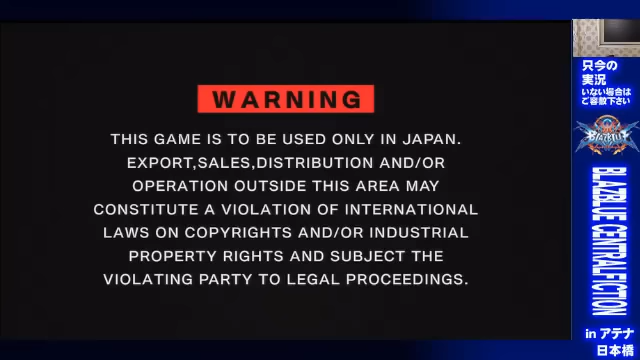 WARNING
THIS GAME IS TO BE USED ONLY IN JAPAN.
EXPORT,SALES,DISTRIBUTION AND/OR
OPERATION OUTSIDE THIS AREA MAY
CONSTITUTE A VIOLATION OF INTERNATIONAL
LAWS ON COPYRIGHTS AND/OR INDUSTRIAL
PROPERTY RIGHTS AND SUBJECT THE
VIOLATING PARTY TO LEGAL PROCEEDINGS.
只今の
実況
いない場合は
ご容赦下さい
BLAZBLUE
BLAZBLUE CENTRALFICTION
in アテナ
日本橋